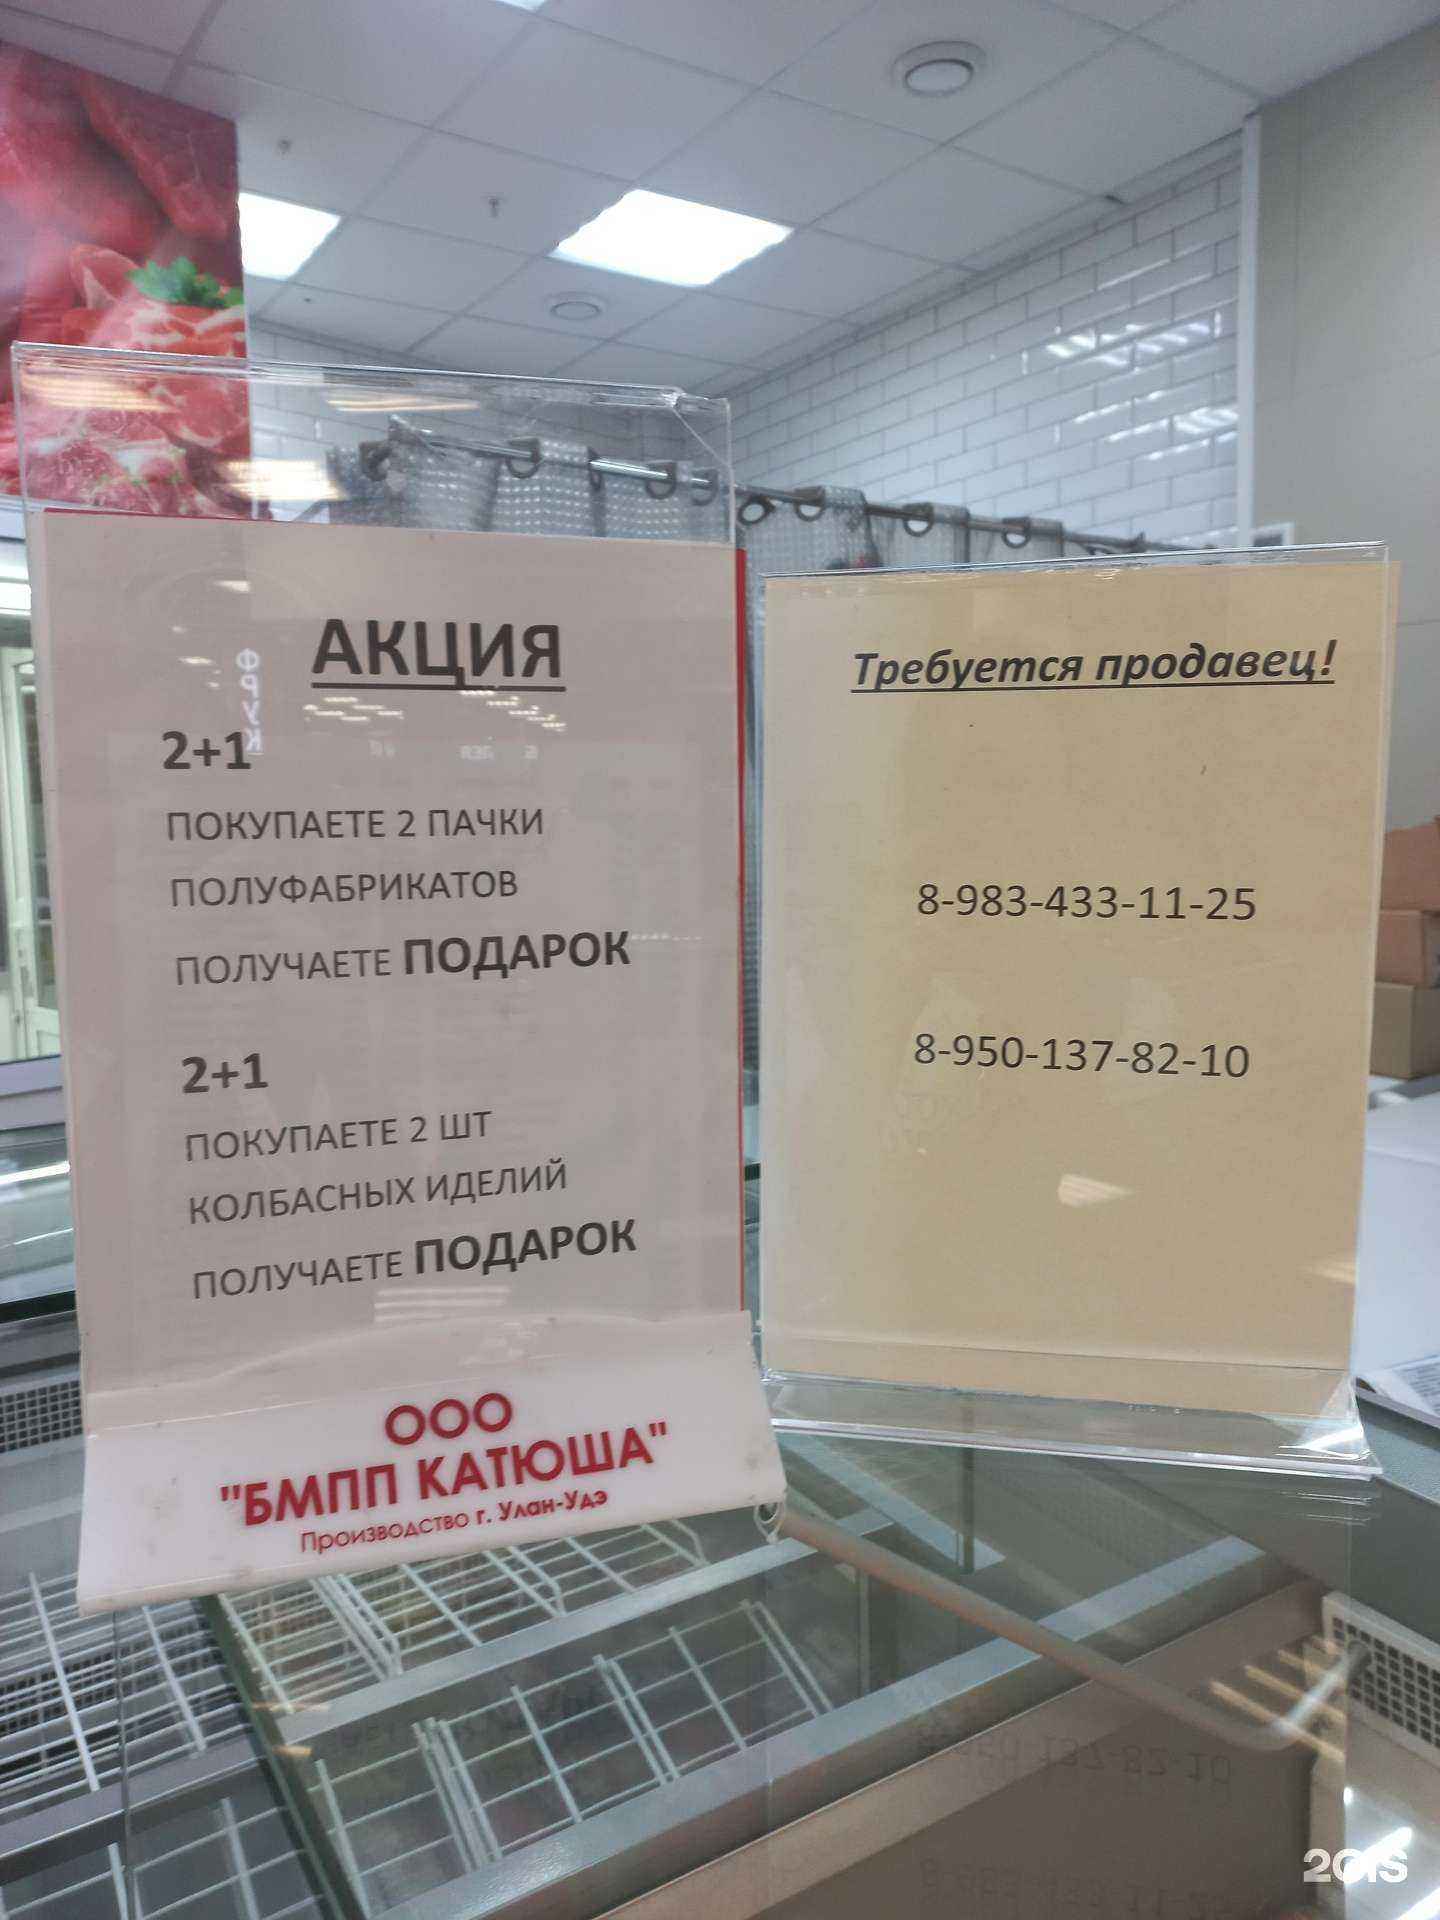 АКЦИЯ
2+1
ПОКУПАЕТЕ 2 ПАЧКИ
ПОЛУФАБРИКАТОВ
ПОЛУЧАЕТЕ ПОДАРОК
2+1
ПОКУПАЕТЕ 2 ШТ
КОЛБАСНЫХ ИДЕЛИЙ
ПОЛУЧАЕТЕ ПОДАРОК
ООО
"БМПП КАТЮША"
Производство г. Улан-Удэ
Требуется продавец!
8-983-433-11-25
8-950-137-82-10
2GIS